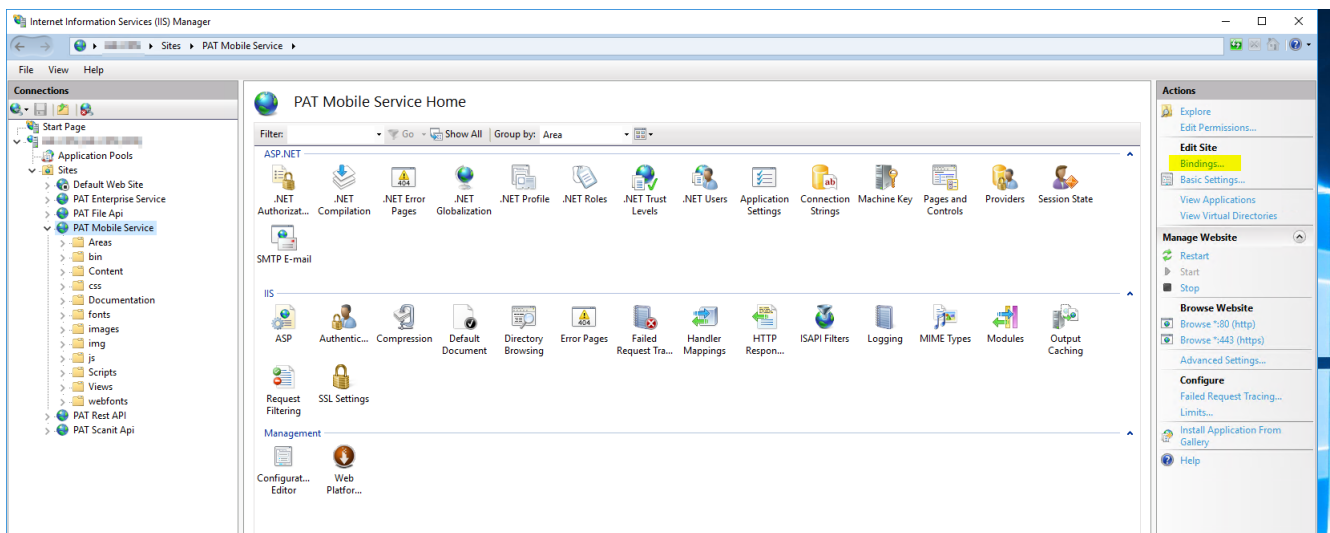 Internet Information Services (IIS) Manager
Sites PAT Mobile Service
File View Help
Connections
Start Page
Application Pools
Sites
Default Web Site
PAT Enterprise Service
PAT File Api
PAT Mobile Service
Areas
bin
Content
css
Documentation
fonts
images
img
js
Scripts
Views
webfonts
PAT Rest API
PAT Scanit Api
PAT Mobile Service Home
Filter: Go Show All Group by: Area
ASP.NET
.NET Authorizat...
.NET Compilation
.NET Error Pages
.NET Globalization
.NET Profile
.NET Roles
.NET Trust Levels
.NET Users
Application Settings
Connection Strings
Machine Key
Pages and Controls
Providers
Session State
SMTP E-mail
IIS
ASP
Authentic...
Compression
Default Document
Directory Browsing
Error Pages
Failed Request Tra...
Handler Mappings
HTTP Respon...
ISAPI Filters
Logging
MIME Types
Modules
Output Caching
Request Filtering
SSL Settings
Management
Configurat... Editor
Web Platfor...
Actions
Explore
Edit Permissions...
Edit Site
Bindings...
Basic Settings...
View Applications
View Virtual Directories
Manage Website
Restart
Start
Stop
Browse Website
Browse *:80 (http)
Browse *:443 (https)
Advanced Settings...
Configure
Failed Request Tracing...
Limits...
Install Application From
Gallery
Help